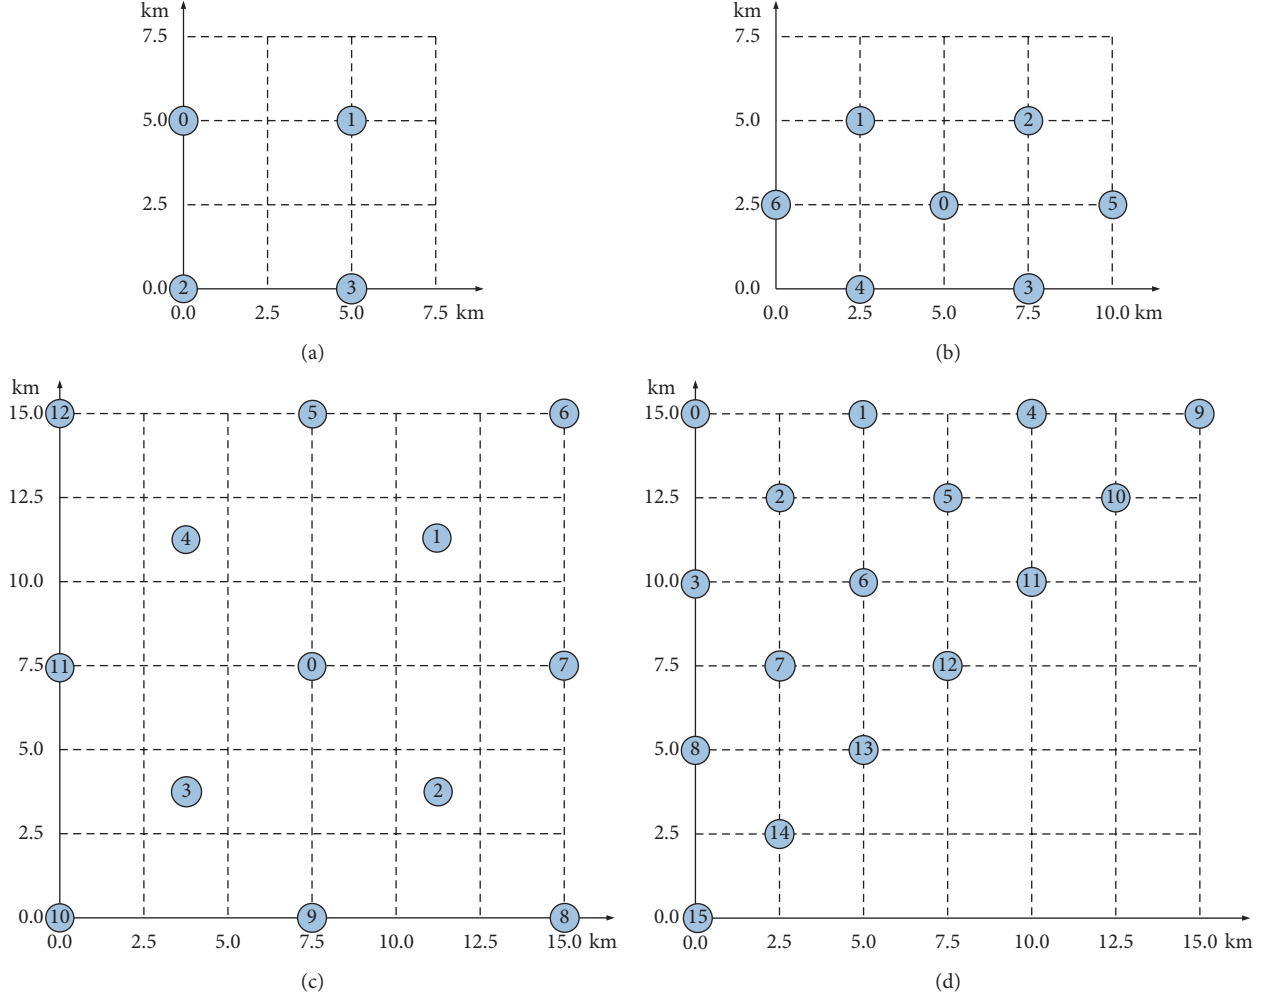 km
7.5
5.0 0 1
2.5
0.0 2 3
0.0 2.5 5.0 7.5 km
(a)
km
7.5
5.0 1 2
2.5 6 0 5
0.0 4 3
0.0 2.5 5.0 7.5 10.0 km
(b)
km
15.0 12 5 6
12.5
4 1
10.0
7.5 11 0 7
5.0
3 2
2.5
0.0 10 9 8
0.0 2.5 5.0 7.5 10.0 12.5 15.0 km
(c)
km
15.0 0 1 4 9
12.5 2 5 10
10.0 3 6 11
7.5 7 12
5.0 8 13
2.5 14
0.0 15
0.0 2.5 5.0 7.5 10.0 12.5 15.0 km
(d)